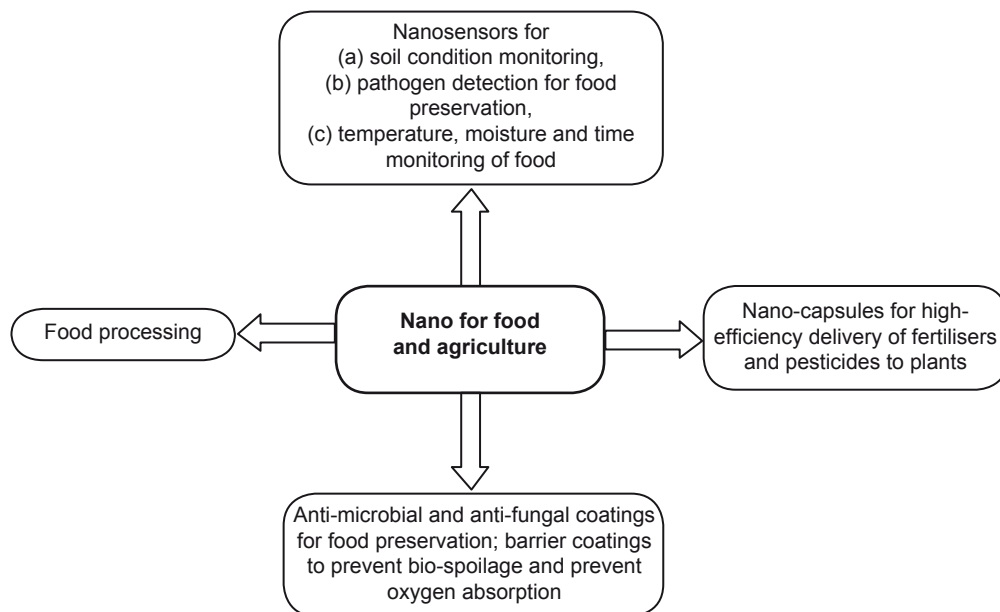 Nanosensors for
(a) soil condition monitoring,
(b) pathogen detection for food
preservation,
(c) temperature, moisture and time
monitoring of food
Food processing
Nano for food
and agriculture
Nano-capsules for high-
efficiency delivery of fertilisers
and pesticides to plants
Anti-microbial and anti-fungal coatings
for food preservation; barrier coatings
to prevent bio-spoilage and prevent
oxygen absorption